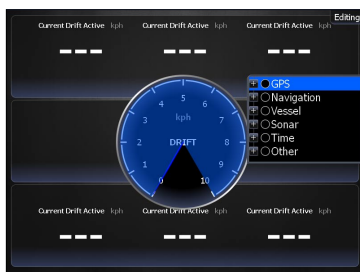 Editing
Current Drift Active kph Current Drift Active kph Current Drift Active kph
--- --- ---
GPS
Navigation
Vessel
Sonar
Time
Other
0 1 2 3 4 5 6 7 8 9 10
kph
DRIFT
Current Drift Active kph Current Drift Active kph Current Drift Active kph
--- --- ---